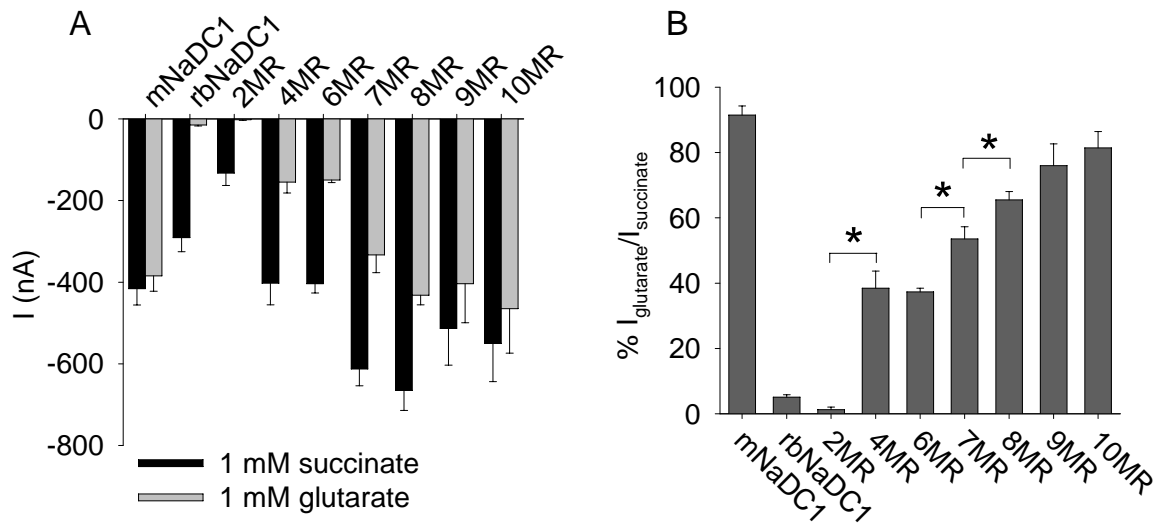 A
mNaDC1
rbNaDC1
2MR
4MR
6MR
7MR
8MR
9MR
10MR
0
-200
-400
-600
-800
I (nA)
1 mM succinate
1 mM glutarate
B
100
80
60
40
20
0
% Iglutarate/Isuccinate
*
*
*
mNaDC1
rbNaDC1
2MR
4MR
6MR
7MR
8MR
9MR
10MR